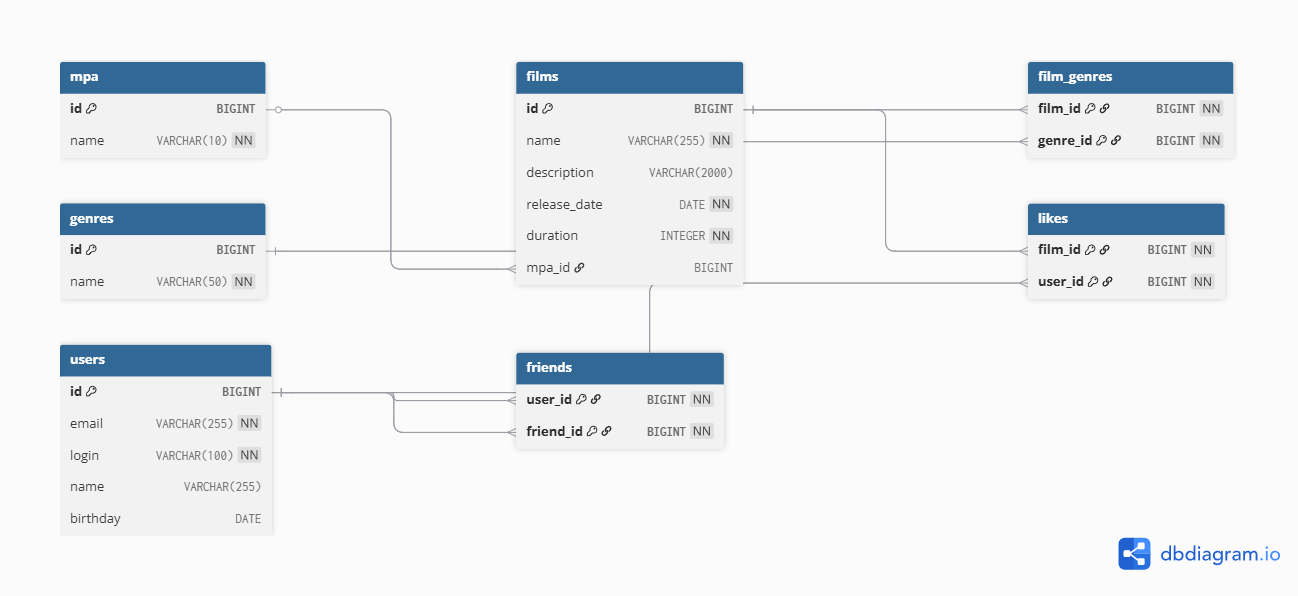 mpa
id BIGINT
name VARCHAR(10) NN
genres
id BIGINT
name VARCHAR(50) NN
users
id BIGINT
email VARCHAR(255) NN
login VARCHAR(100) NN
name VARCHAR(255)
birthday DATE
films
id BIGINT
name VARCHAR(255) NN
description VARCHAR(2000)
release_date DATE NN
duration INTEGER NN
mpa_id BIGINT
friends
user_id BIGINT NN
friend_id BIGINT NN
film_genres
film_id BIGINT NN
genre_id BIGINT NN
likes
film_id BIGINT NN
user_id BIGINT NN
dbdiagram.io